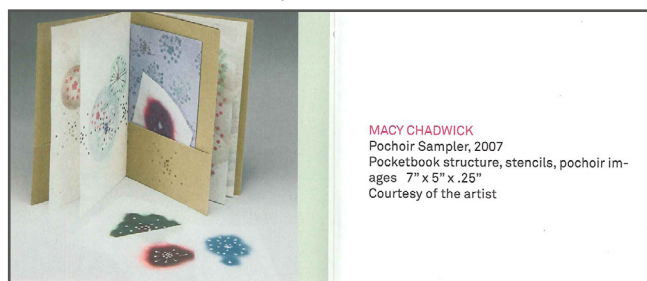 MACY CHADWICK
Pochoir Sampler, 2007
Pocketbook structure, stencils, pochoir im-
ages 7” x 5” x .25”
Courtesy of the artist